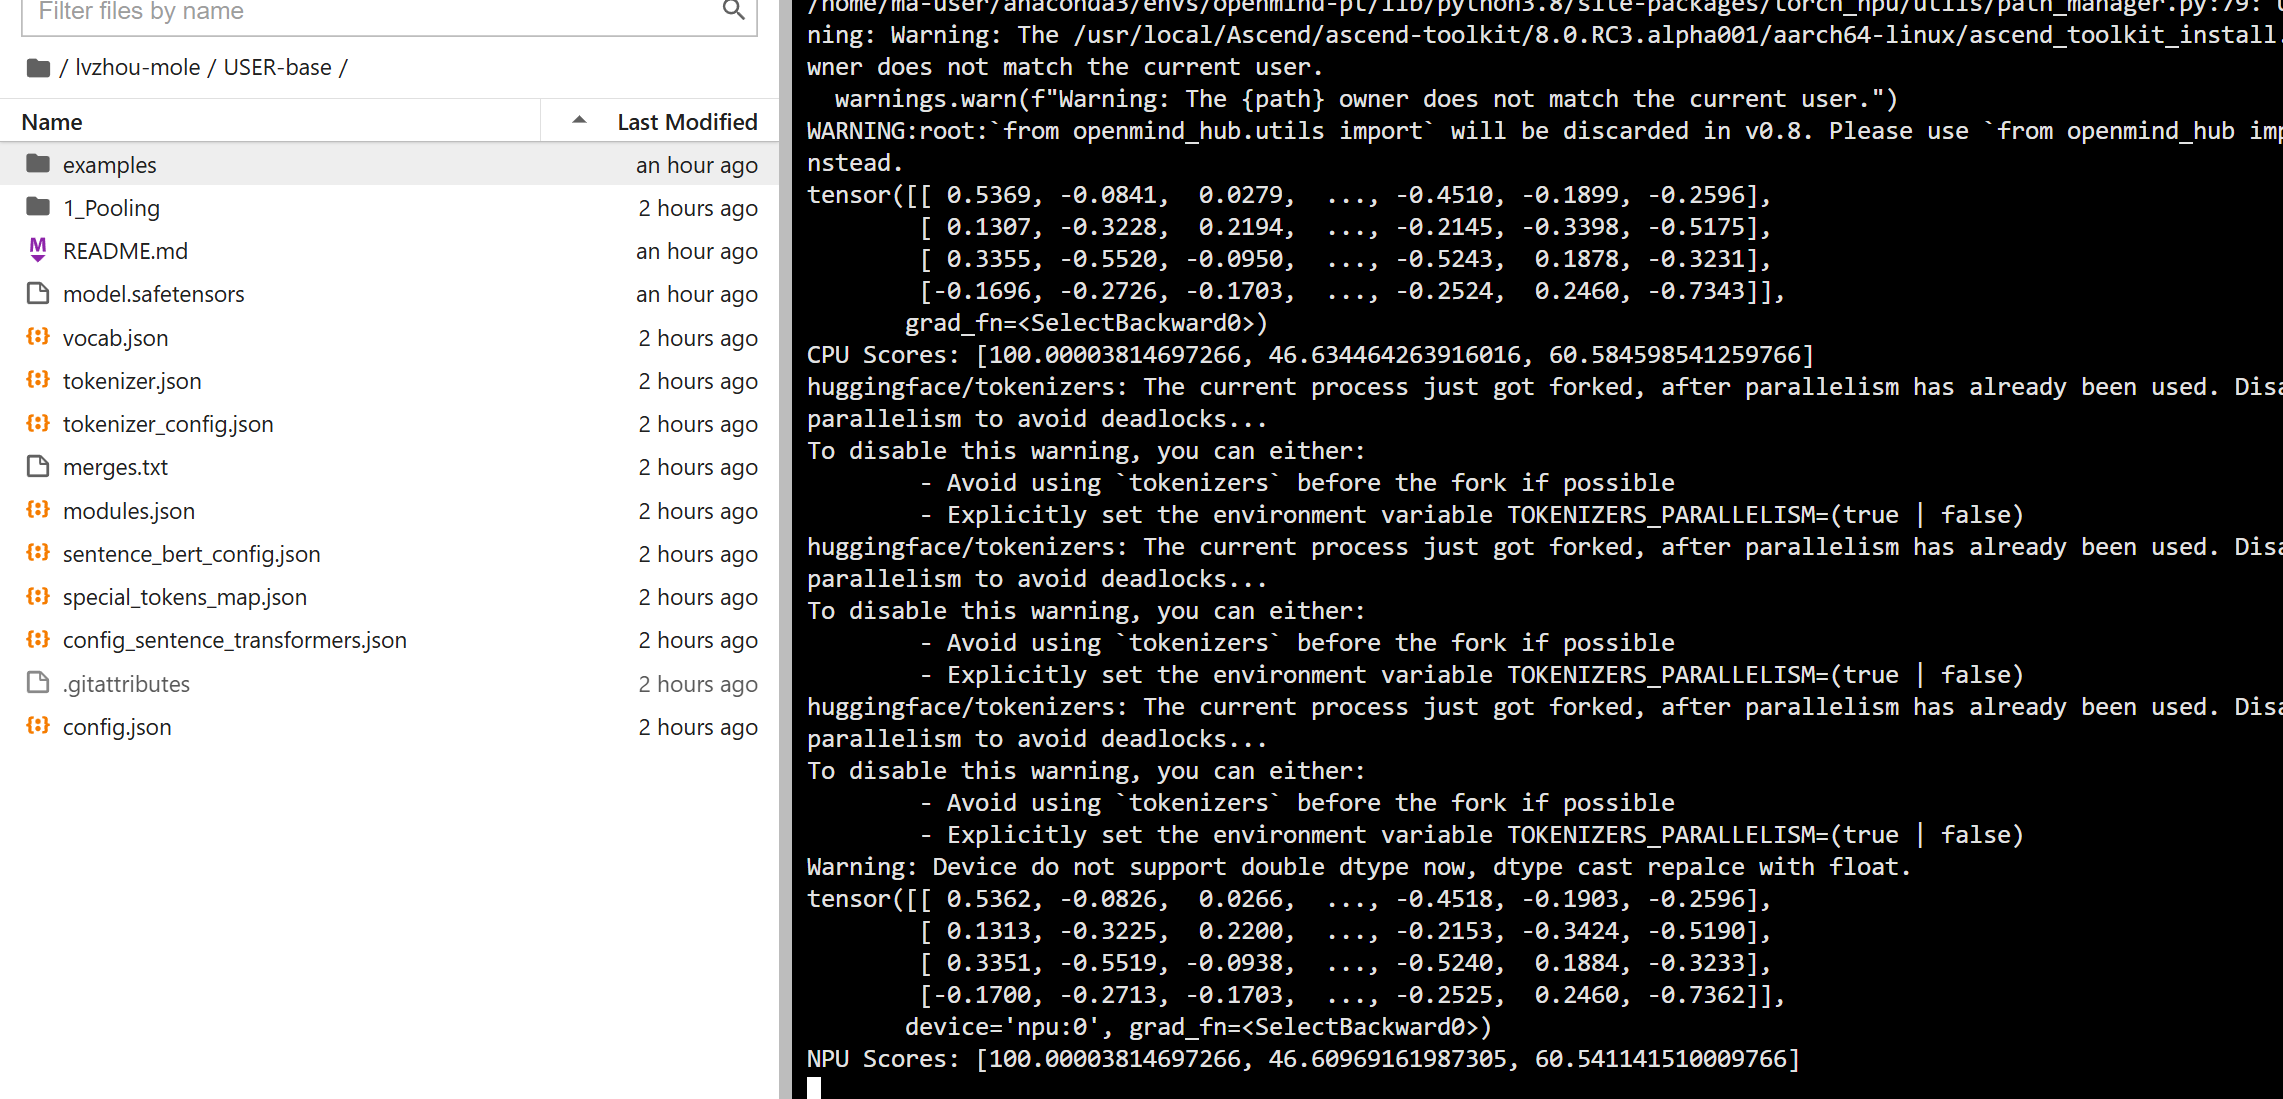 Filter files by name
/ lvzhou-mole / USER-base /
Name Last Modified
examples an hour ago
1_Pooling 2 hours ago
README.md an hour ago
model.safetensors an hour ago
vocab.json 2 hours ago
tokenizer.json 2 hours ago
tokenizer_config.json 2 hours ago
merges.txt 2 hours ago
modules.json 2 hours ago
sentence_bert_config.json 2 hours ago
special_tokens_map.json 2 hours ago
config_sentence_transformers.json 2 hours ago
.gitattributes 2 hours ago
config.json 2 hours ago
/home/ma-user/anaconda3/envs/openmind-pt/lib/python3.8/site-packages/torch_npu/utils/path_manager.py:79:
ning: Warning: The /usr/local/Ascend/ascend-toolkit/8.0.RC3.alpha001/aarch64-linux/ascend_toolkit_install.
wner does not match the current user.
  warnings.warn(f"Warning: The {path} owner does not match the current user.")
WARNING:root:`from openmind_hub.utils import` will be discarded in v0.8. Please use `from openmind_hub imp
nstead.
tensor([[ 0.5369, -0.0841,  0.0279,  ..., -0.4510, -0.1899, -0.2596],
        [ 0.1307, -0.3228,  0.2194,  ..., -0.2145, -0.3398, -0.5175],
        [ 0.3355, -0.5520, -0.0950,  ..., -0.5243,  0.1878, -0.3231],
        [-0.1696, -0.2726, -0.1703,  ..., -0.2524,  0.2460, -0.7343]],
       grad_fn=<SelectBackward0>)
CPU Scores: [100.00003814697266, 46.634464263916016, 60.584598541259766]
huggingface/tokenizers: The current process just got forked, after parallelism has already been used. Disa
parallelism to avoid deadlocks...
To disable this warning, you can either:
        - Avoid using `tokenizers` before the fork if possible
        - Explicitly set the environment variable TOKENIZERS_PARALLELISM=(true | false)
huggingface/tokenizers: The current process just got forked, after parallelism has already been used. Disa
parallelism to avoid deadlocks...
To disable this warning, you can either:
        - Avoid using `tokenizers` before the fork if possible
        - Explicitly set the environment variable TOKENIZERS_PARALLELISM=(true | false)
huggingface/tokenizers: The current process just got forked, after parallelism has already been used. Disa
parallelism to avoid deadlocks...
To disable this warning, you can either:
        - Avoid using `tokenizers` before the fork if possible
        - Explicitly set the environment variable TOKENIZERS_PARALLELISM=(true | false)
Warning: Device do not support double dtype now, dtype cast repalce with float.
tensor([[ 0.5362, -0.0826,  0.0266,  ..., -0.4518, -0.1903, -0.2596],
        [ 0.1313, -0.3225,  0.2200,  ..., -0.2153, -0.3424, -0.5190],
        [ 0.3351, -0.5519, -0.0938,  ..., -0.5240,  0.1884, -0.3233],
        [-0.1700, -0.2713, -0.1703,  ..., -0.2525,  0.2460, -0.7362]],
       device='npu:0', grad_fn=<SelectBackward0>)
NPU Scores: [100.00003814697266, 46.60969161987305, 60.541141510009766]